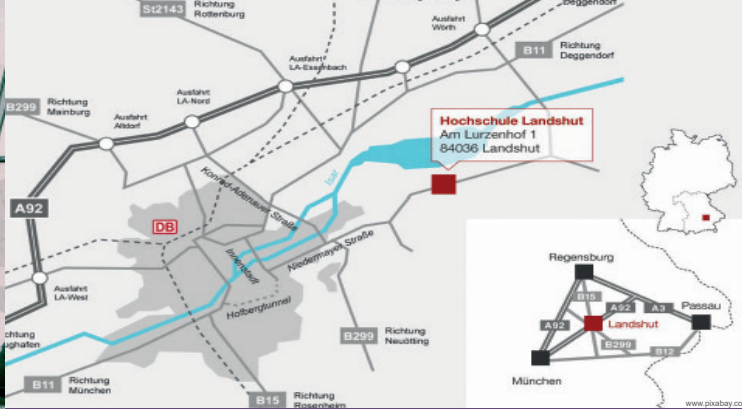 St2143
Richtung
Rottenburg
Ausfahrt
Wörth
Deggendorf
B11
Richtung
Deggendorf
Ausfahrt
LA-Essenbach
Ausfahrt
LA-Nord
B299
Richtung
Mainburg
Ausfahrt
Altdorf
Hochschule Landshut
Am Lurzenhof 1
84036 Landshut
Isar
Konrad-Adenauer Straße
A92
DB
Innenstadt
Niedermayer Straße
Ausfahrt
LA-West
Hofbergtunnel
B299
Richtung
Neuötting
B11
Richtung
München
B15
Richtung
Rosenheim
Regensburg
B15
A92
A3
Passau
A92
Landshut
B299
B12
München
www.pixabay.co